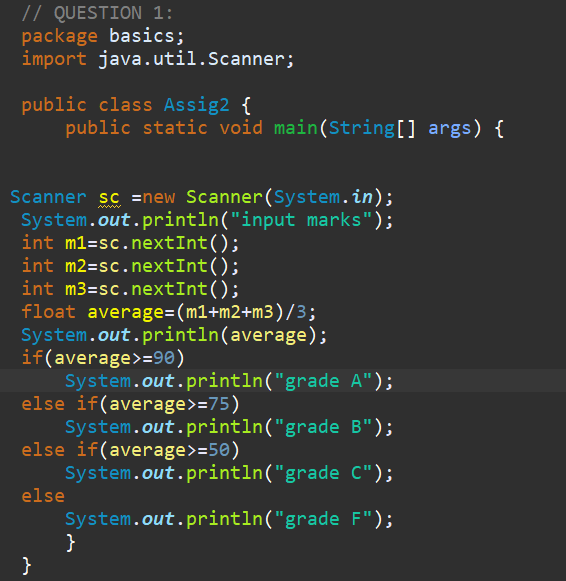 // QUESTION 1:
package basics;
import java.util.Scanner;
public class Assig2 {
public static void main(String[] args) {
Scanner sc =new Scanner(System.in);
System.out.println("input marks");
int m1=sc.nextInt();
int m2=sc.nextInt();
int m3=sc.nextInt();
float average=(m1+m2+m3)/3;
System.out.println(average);
if(average>=90)
System.out.println("grade A");
else if(average>=75)
System.out.println("grade B");
else if(average>=50)
System.out.println("grade C");
else
System.out.println("grade F");
}
}